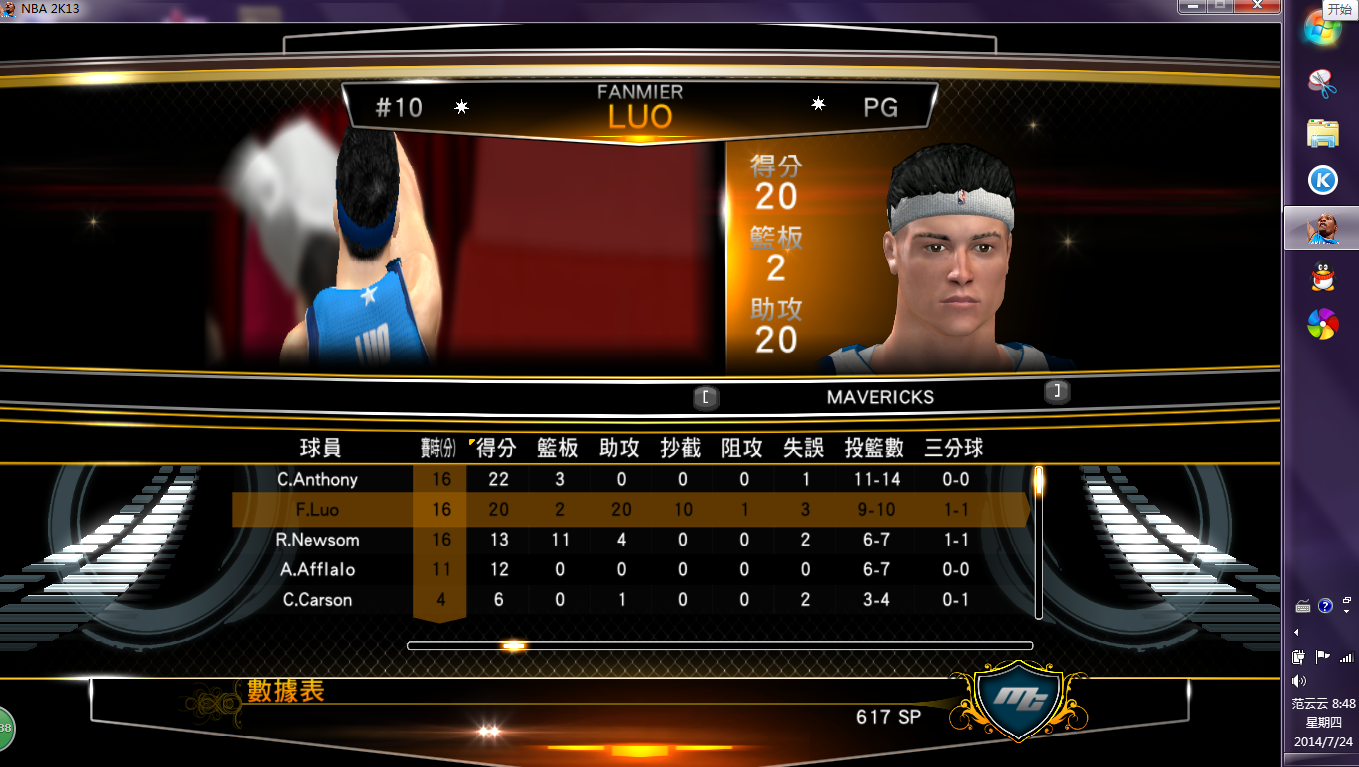 NBA 2K13
开始
#10
FANMIER
LUO
PG
得分
20
籃板
2
助攻
20
LUO
[
MAVERICKS
]
球員 賽時(分) 得分 籃板 助攻 抄截 阻攻 失誤 投籃數 三分球
C.Anthony 16 22 3 0 0 0 1 11-14 0-0
F.Luo 16 20 2 20 10 1 3 9-10 1-1
R.Newsom 16 13 11 4 0 0 2 6-7 1-1
A.Afflalo 11 12 0 0 0 0 0 6-7 0-0
C.Carson 4 6 0 1 0 0 2 3-4 0-1
數據表
617 SP
MC
38
K
?
范云云 8:48
星期四
2014/7/24